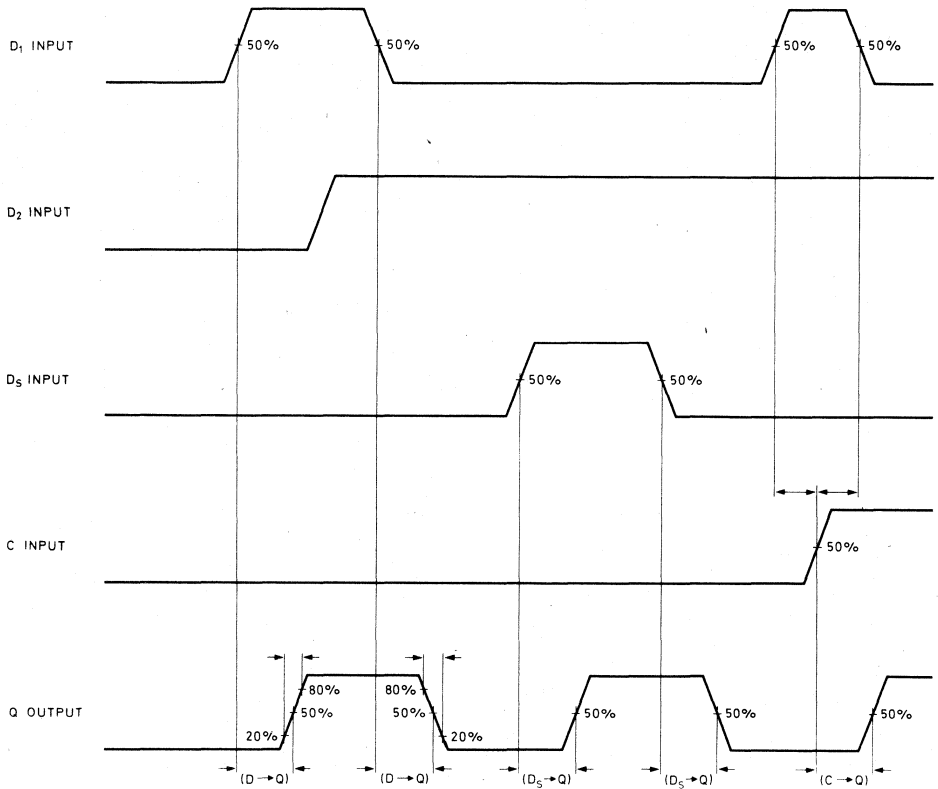 D₁ INPUT
50%
50%
50%
50%
D₂ INPUT
Dₛ INPUT
50%
50%
C INPUT
50%
Q OUTPUT
80%
50%
20%
80%
50%
20%
50%
50%
50%
(D→Q)
(D→Q)
(Dₛ→Q)
(Dₛ→Q)
(C→Q)